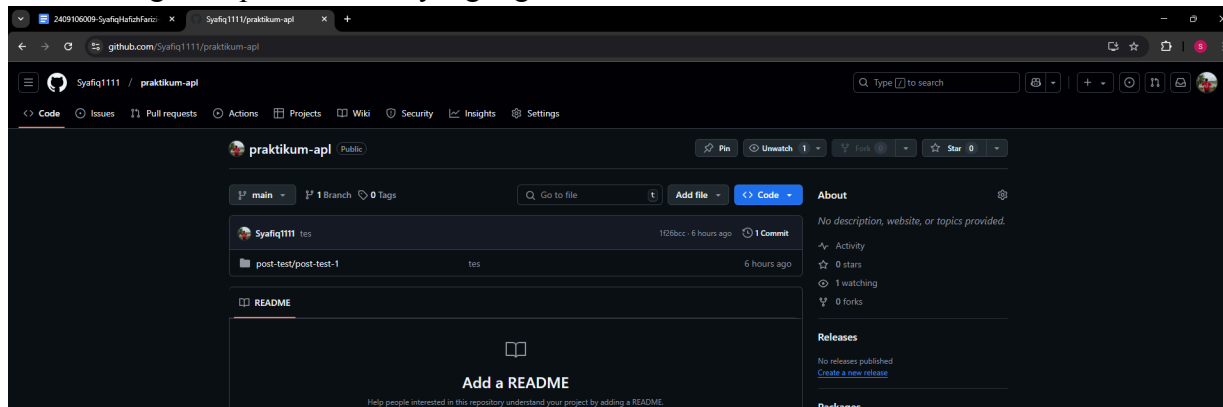 2409106009-SyafiqHafizhFarizi
Syafiq1111/praktikum-apl
github.com/Syafiq1111/praktikum-apl
S
Syafiq1111 / praktikum-apl
Type / to search
Code Issues Pull requests Actions Projects Wiki Security Insights Settings
praktikum-apl Public
Pin Unwatch 1 Fork 0 Star 0
main 1 Branch 0 Tags Go to file t Add file Code
About
No description, website, or topics provided.
Syafiq1111 tes 1f26bcc · 6 hours ago 1 Commit
Activity
post-test/post-test-1 tes 6 hours ago
0 stars
1 watching
README
0 forks
Releases
No releases published
Create a new release
Add a README
Help people interested in this repository understand your project by adding a README.
Packages